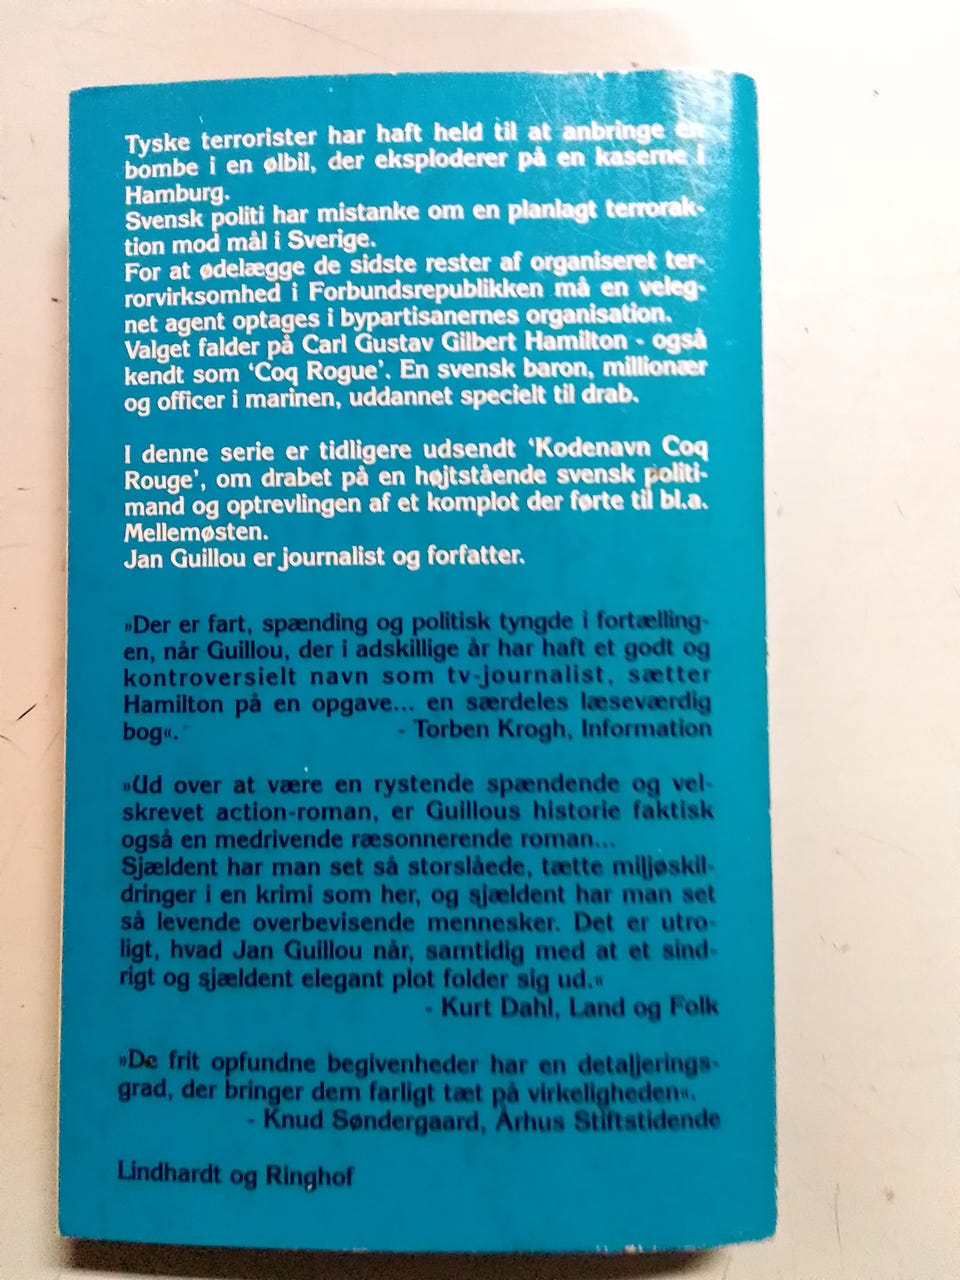 Tyske terrorister har haft held til at anbringe en
bombe i en ølbil, der eksploderer på en kaserne i
Hamburg.
Svensk politi har mistanke om en planlagt terrorak-
tion mod mål i Sverige.
For at ødelægge de sidste rester af organiseret ter-
rorvirksomhed i Forbundsrepublikken må en veleg-
net agent optages i bypartisanernes organisation.
Valget falder på Carl Gustav Gilbert Hamilton - også
kendt som 'Coq Rogue'. En svensk baron, millionær
og officer i marinen, uddannet specielt til drab.
I denne serie er tidligere udsendt 'Kodenavn Coq
Rouge', om drabet på en højtstående svensk politi-
mand og optrevlingen af et komplot der førte til bl.a.
Mellemøsten.
Jan Guillou er journalist og forfatter.
»Der er fart, spænding og politisk tyngde i fortælling-
en, når Guillou, der i adskillige år har haft et godt og
kontroversielt navn som tv-journalist, sætter
Hamilton på en opgave... en særdeles læseværdig
bog«. - Torben Krogh, Information
»Ud over at være en rystende spændende og vel-
skrevet action-roman, er Guillous historie faktisk
også en medrivende ræsonnerende roman...
Sjældent har man set så storslåede, tætte miljøskil-
dringer i en krimi som her, og sjældent har man set
så levende overbevisende mennesker. Det er utro-
ligt, hvad Jan Guillou når, samtidig med at et sind-
rigt og sjældent elegant plot folder sig ud.«
- Kurt Dahl, Land og Folk
»De frit opfundne begivenheder har en detaljerings-
grad, der bringer dem farligt tæt på virkeligheden«.
- Knud Søndergaard, Århus Stiftstidende
Lindhardt og Ringhof